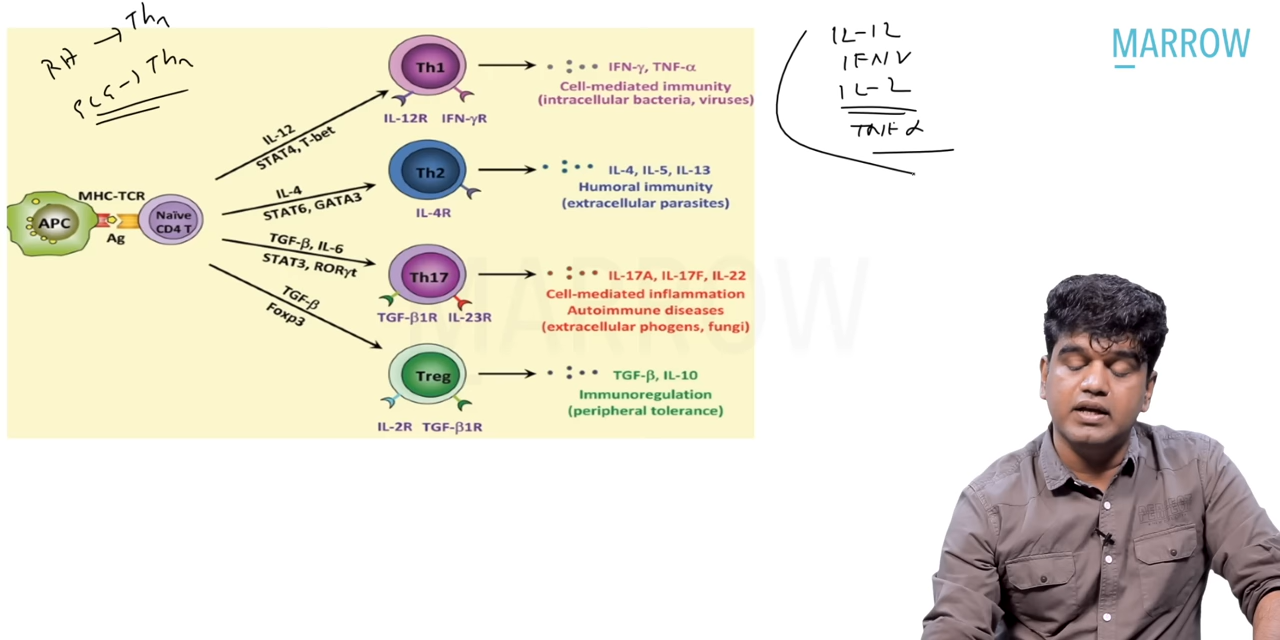 RA → Th1
→ Th1
MARROW
IL-12
IFN γ
IL-2
TNF α
Th1
IFN-γ, TNF-α
Cell-mediated immunity
(intracellular bacteria, viruses)
IL-12R IFN-γR
IL-12
STAT4, T-bet
Th2
IL-4, IL-5, IL-13
Humoral immunity
(extracellular parasites)
IL-4R
IL-4
STAT6, GATA3
MHC-TCR
APC
Ag
Naïve
CD4 T
TGF-β, IL-6
STAT3, RORγt
Th17
IL-17A, IL-17F, IL-22
Cell-mediated inflammation
Autoimmune diseases
(extracellular phogens, fungi)
TGF-β1R IL-23R
TGF-β
Foxp3
Treg
TGF-β, IL-10
Immunoregulation
(peripheral tolerance)
IL-2R TGF-β1R
MARROW